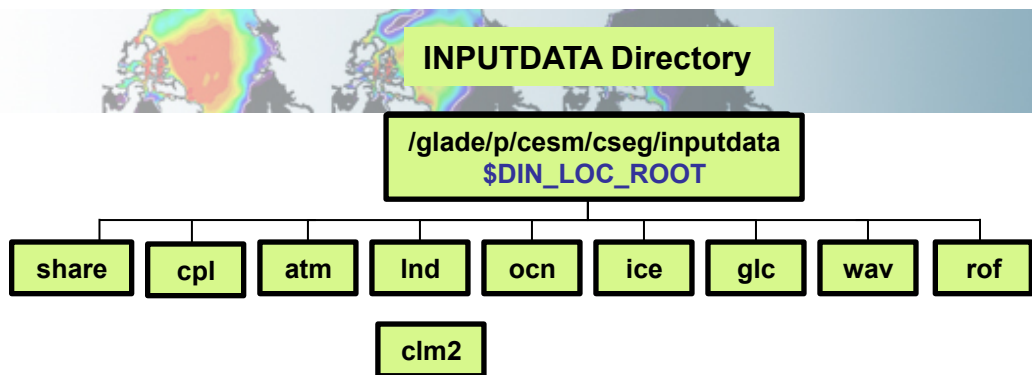 INPUTDATA Directory
/glade/p/cesm/cseg/inputdata
$DIN_LOC_ROOT
share cpl atm lnd ocn ice glc wav rof
clm2